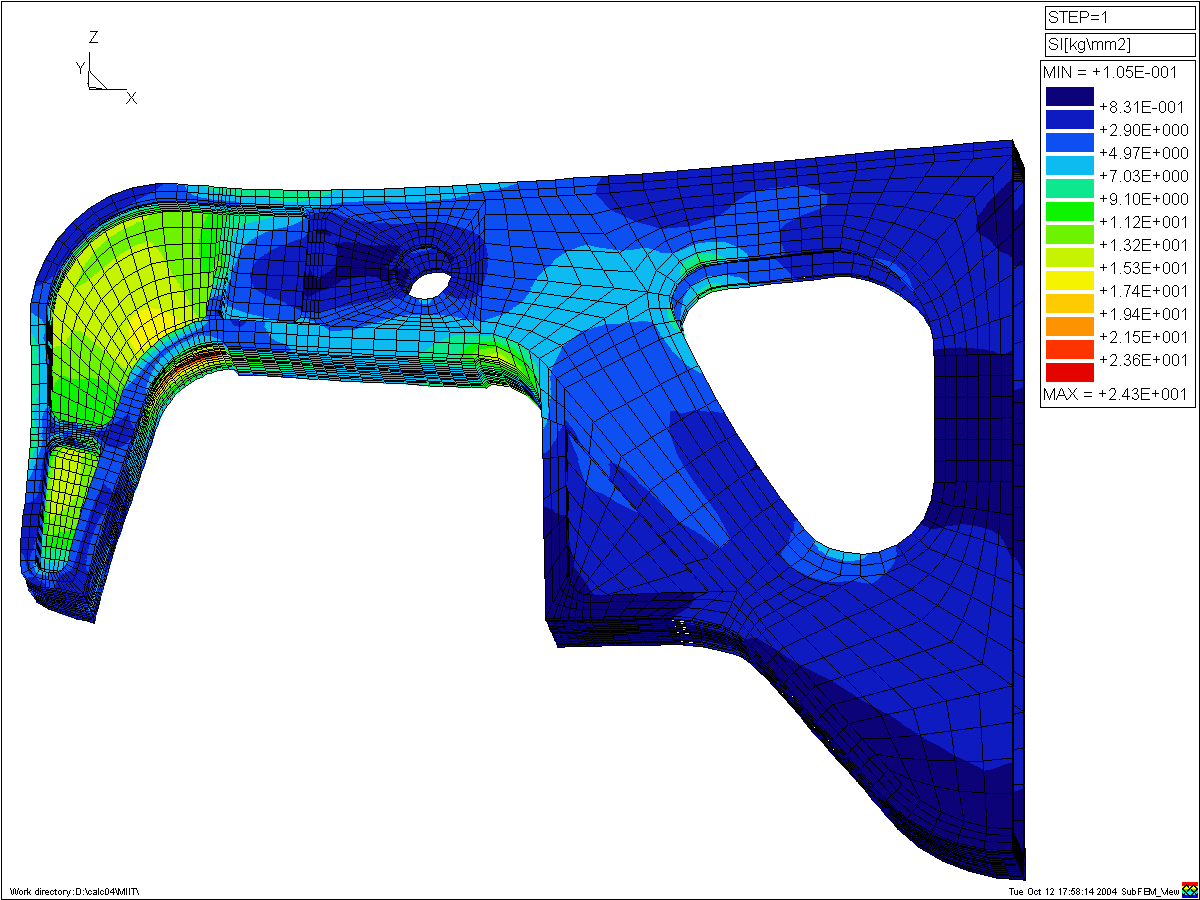 STEP=1
SI[kg\mm2]
Z
Y
X
MIN = +1.05E-001
+8.31E-001
+2.90E+000
+4.97E+000
+7.03E+000
+9.10E+000
+1.12E+001
+1.32E+001
+1.53E+001
+1.74E+001
+1.94E+001
+2.15E+001
+2.36E+001
MAX = +2.43E+001
Work directory:D:\calc04\MIIT\
Tue Oct 12 17:58:14 2004 SubFEM_View